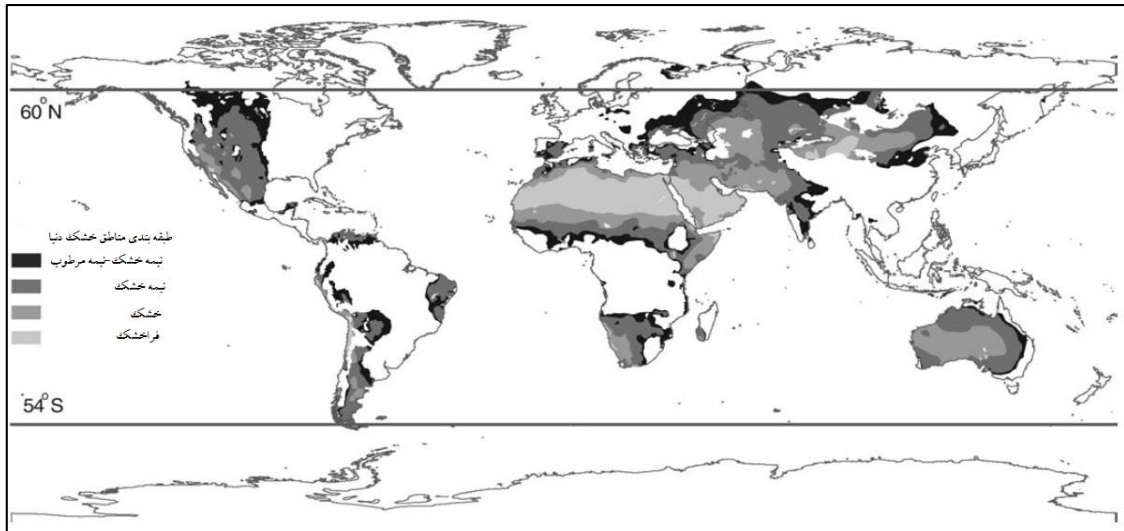 60°N
طبقه بندی مناطق خشک دنیا
نیمه خشک -نیمه مرطوب
نیمه خشک
خشک
فراخشک
54°S